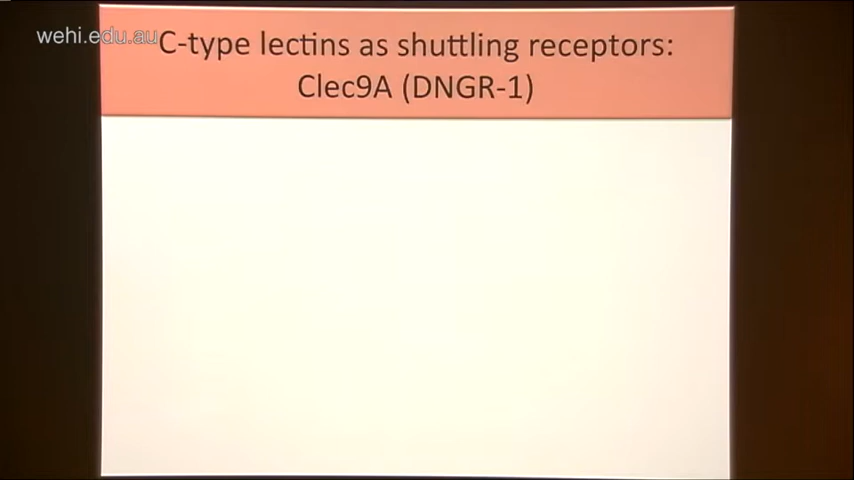 wehi.edu.au
C-type lectins as shuttling receptors:
Clec9A (DNGR-1)